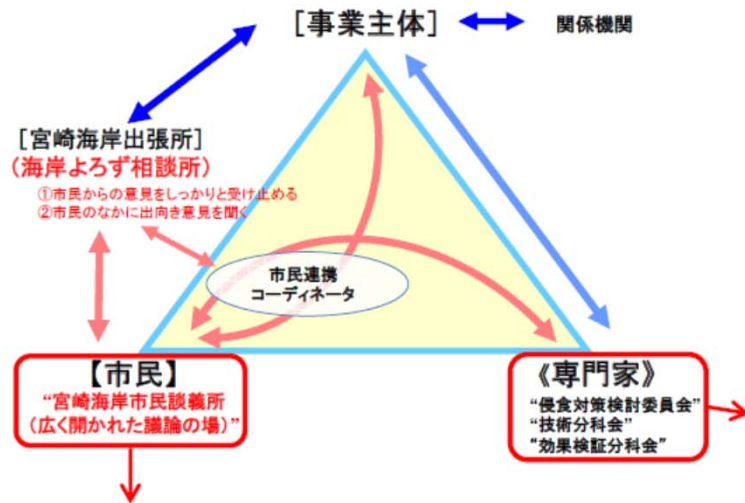 [事業主体]
関係機関
[宮崎海岸出張所]
(海岸よろず相談所)
①市民からの意見をしっかりと受け止める
②市民のなかに出向き意見を聞く
市民連携
コーディネータ
【市民】
“宮崎海岸市民談義所
(広く開かれた議論の場)”
《専門家》
“侵食対策検討委員会”
“技術分科会”
“効果検証分科会”